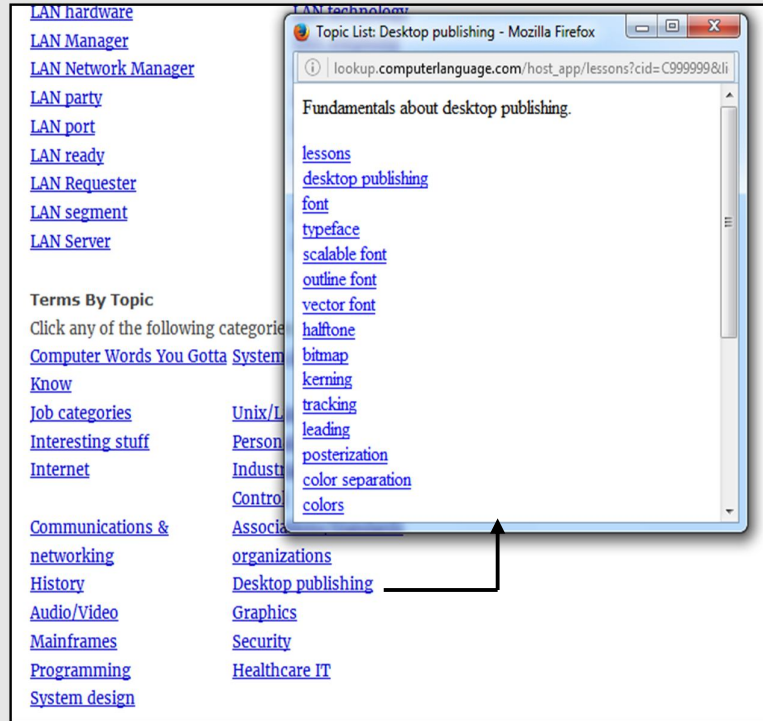 LAN hardware
LAN technology
LAN Manager
LAN Network Manager
LAN party
LAN port
LAN ready
LAN Requester
LAN segment
LAN Server
Terms By Topic
Click any of the following
Computer Words You Gotta
Know
Job categories
Interesting stuff
Internet
Communications &
networking
organizations
History
Desktop publishing
Audio/Video
Graphics
Mainframes
Security
Programming
Healthcare IT
System design
Topic List: Desktop publishing - Mozilla Firefox
lookup.computerlanguage.com/host_app/lessons?cid=C999999&li
Fundamentals about desktop publishing.
lessons
desktop publishing
font
typeface
scalable font
outline font
vector font
halftone
bitmap
kerning
tracking
leading
posterization
color separation
colors